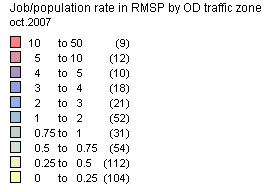 Job/population rate in RMSP by OD traffic zone
oct.2007
10 to 50 (9)
5 to 10 (12)
4 to 5 (10)
3 to 4 (18)
2 to 3 (21)
1 to 2 (52)
0.75 to 1 (31)
0.5 to 0.75 (54)
0.25 to 0.5 (112)
0 to 0.25 (104)